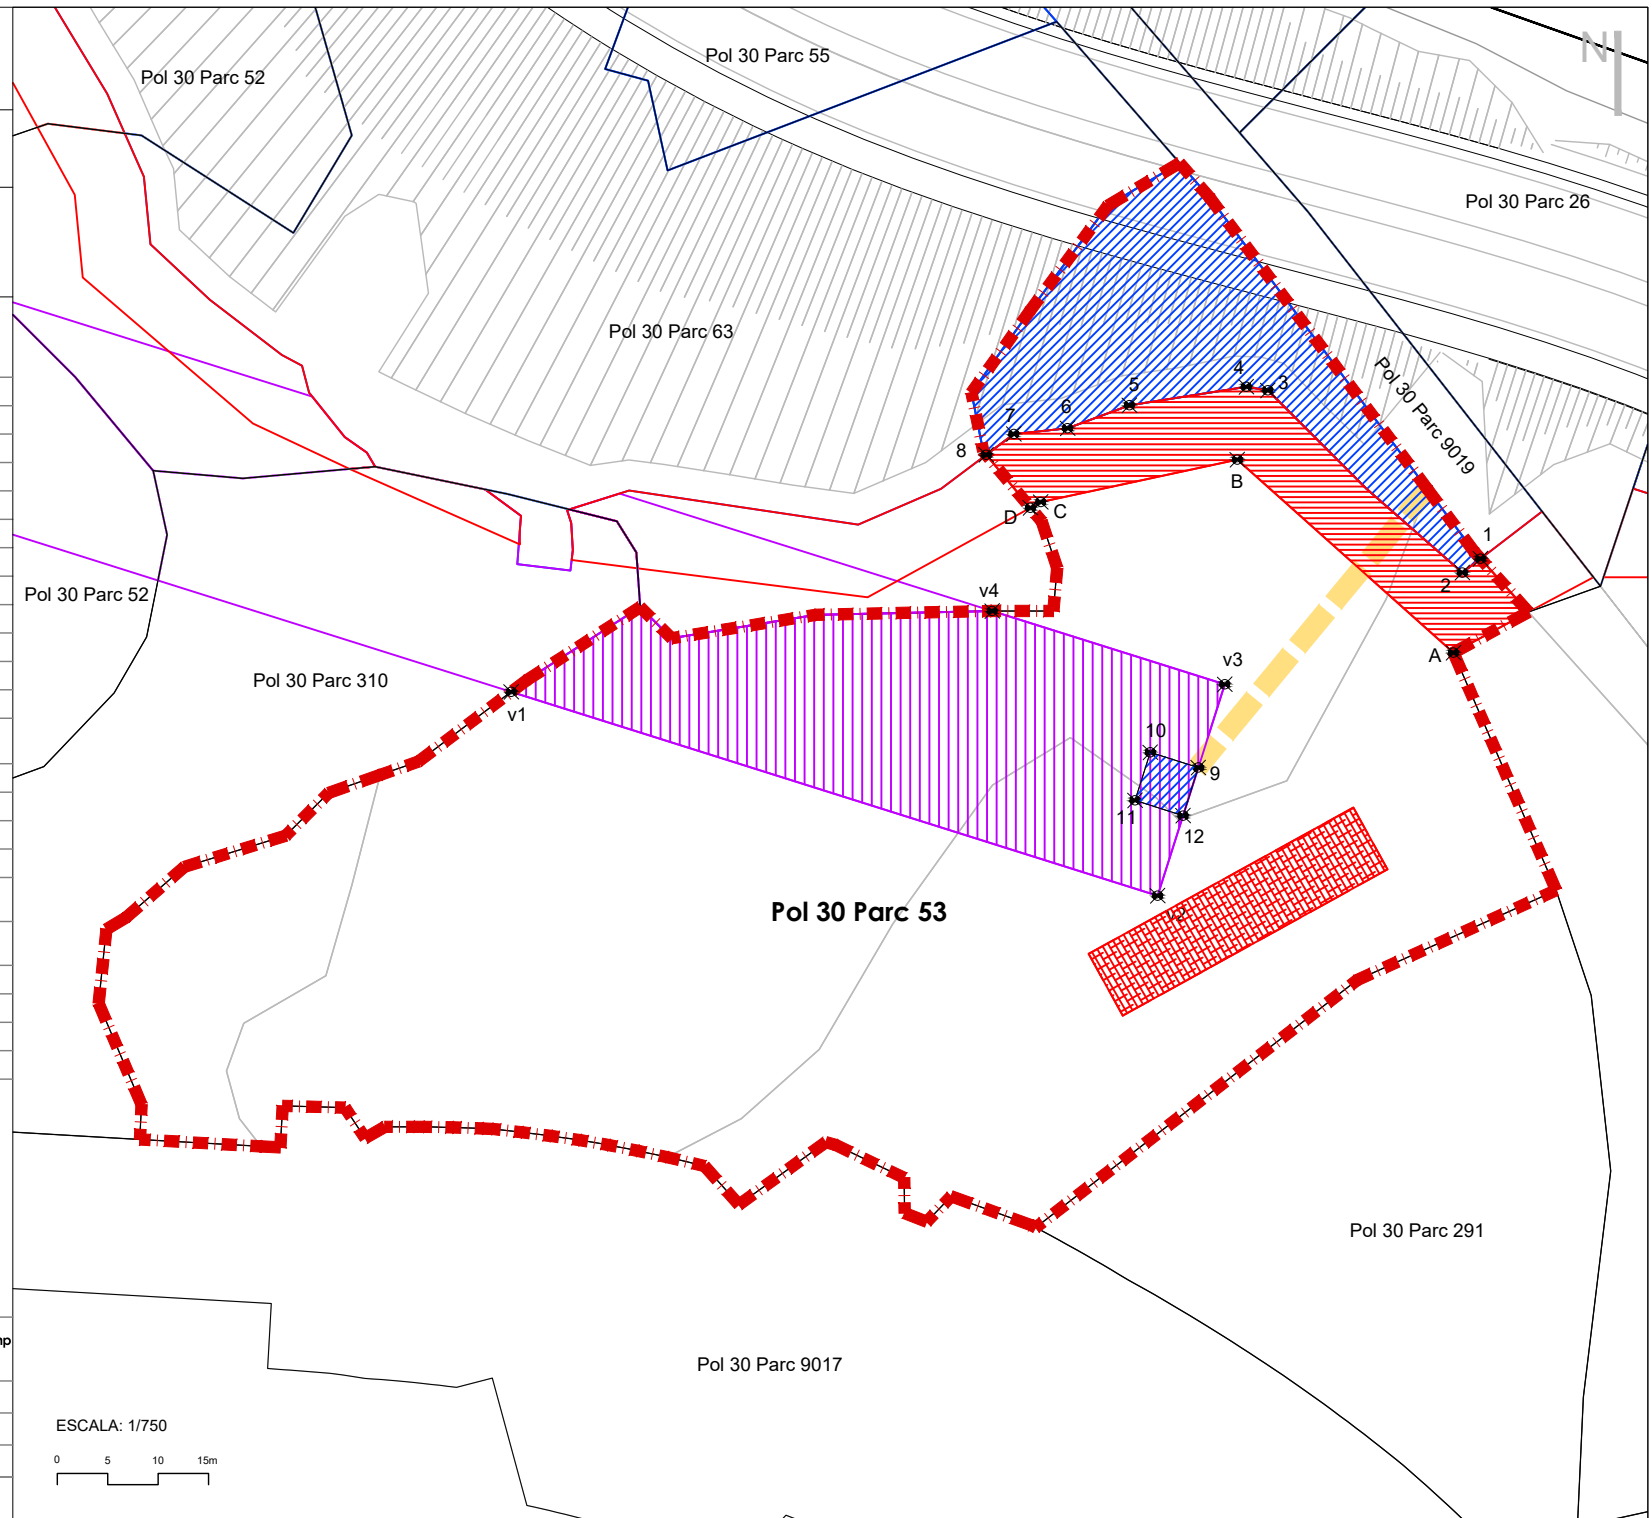 N
Pol 30 Parc 55
Pol 30 Parc 52
Pol 30 Parc 26
Pol 30 Parc 63
Pol 30 Parc 9019
4
3
5
6
7
8
B
C
D
1
2
A
v4
Pol 30 Parc 52
v3
Pol 30 Parc 310
v1
10
9
11
12
v2
Pol 30 Parc 53
Pol 30 Parc 291
Pol 30 Parc 9017
ESCALA: 1/750
0 5 10 15m